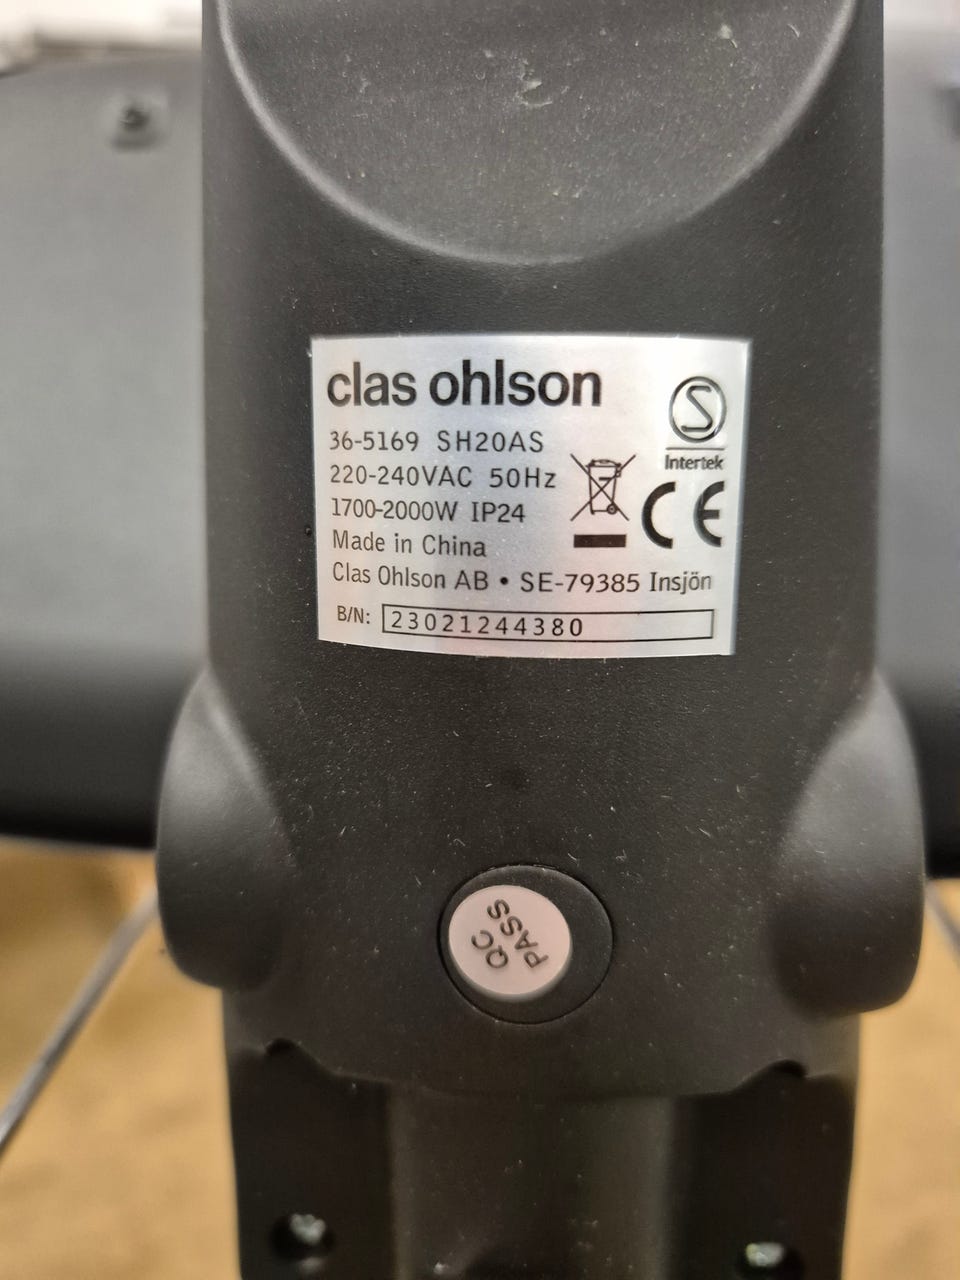 clas ohlson
S
Intertek
36-5169 SH20AS
220-240VAC 50Hz
1700-2000W IP24
CE
Made in China
Clas Ohlson AB • SE-79385 Insjön
B/N: 23021244380
QC
PASS